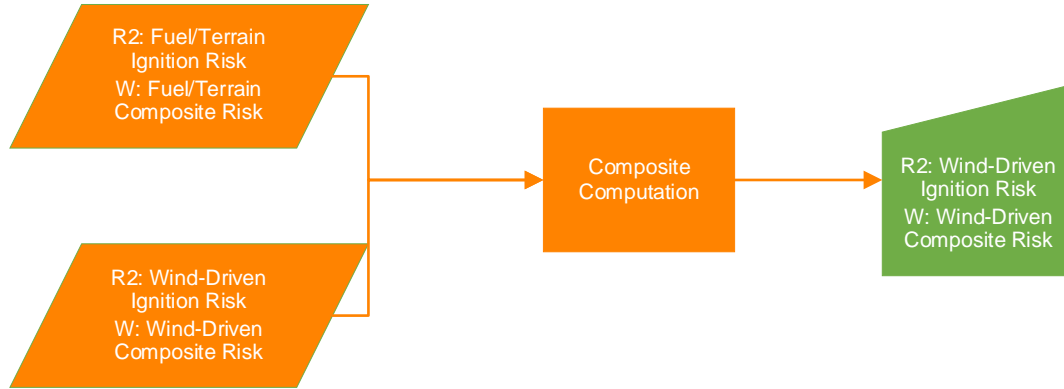 R2: Fuel/Terrain
Ignition Risk
W: Fuel/Terrain
Composite Risk
R2: Wind-Driven
Ignition Risk
W: Wind-Driven
Composite Risk
Composite
Computation
R2: Wind-Driven
Ignition Risk
W: Wind-Driven
Composite Risk